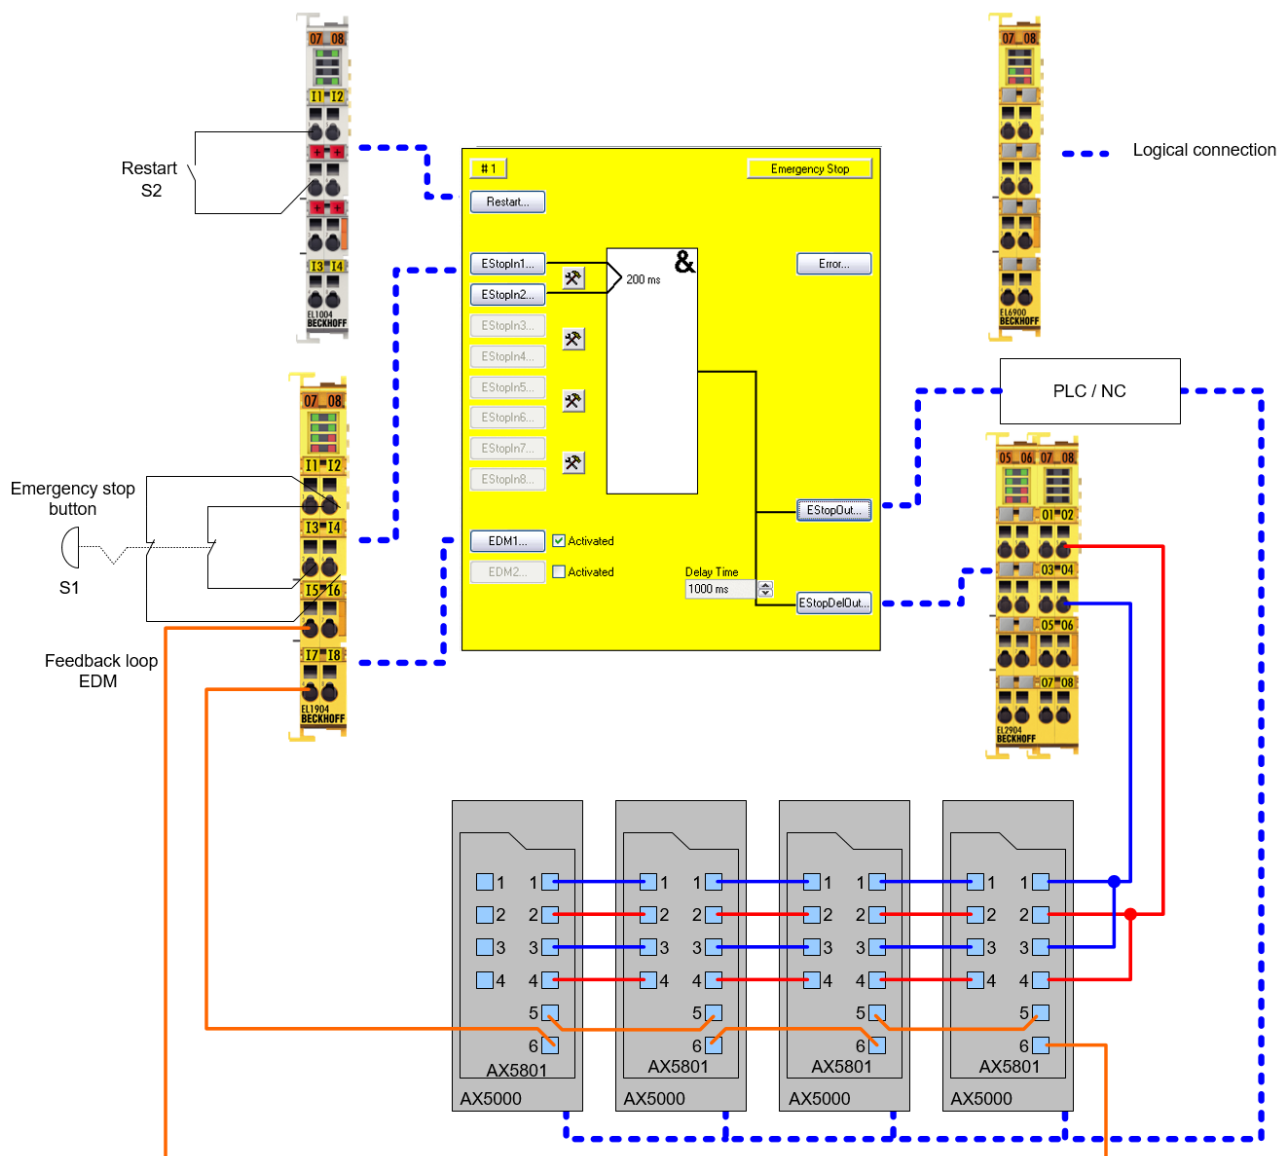 07 08
I1 I2
Restart
S2
+ +
+ +
I3 I4
EL1004
BECKHOFF
07 08
EL6900
BECKHOFF
Logical connection
# 1
Emergency Stop
Restart...
EStopIn1...
EStopIn2...
EStopIn3...
EStopIn4...
EStopIn5...
EStopIn6...
EStopIn7...
EStopIn8...
&
200 ms
Error...
EStopOut...
EDM1...
Activated
EDM2...
Activated
Delay Time
1000 ms
EStopDelOut...
PLC / NC
07 08
I1 I2
Emergency stop
button
S1
I3 I4
I5 I6
Feedback loop
EDM
I7 I8
EL1904
BECKHOFF
05 06 07 08
01 02
03 04
05 06
07 08
EL2904
BECKHOFF
1 1 1 1 1 1 1 1
2 2 2 2 2 2 2 2
3 3 3 3 3 3 3 3
4 4 4 4 4 4 4 4
5 5 5 5
6 6 6 6
AX5801 AX5801 AX5801 AX5801
AX5000 AX5000 AX5000 AX5000